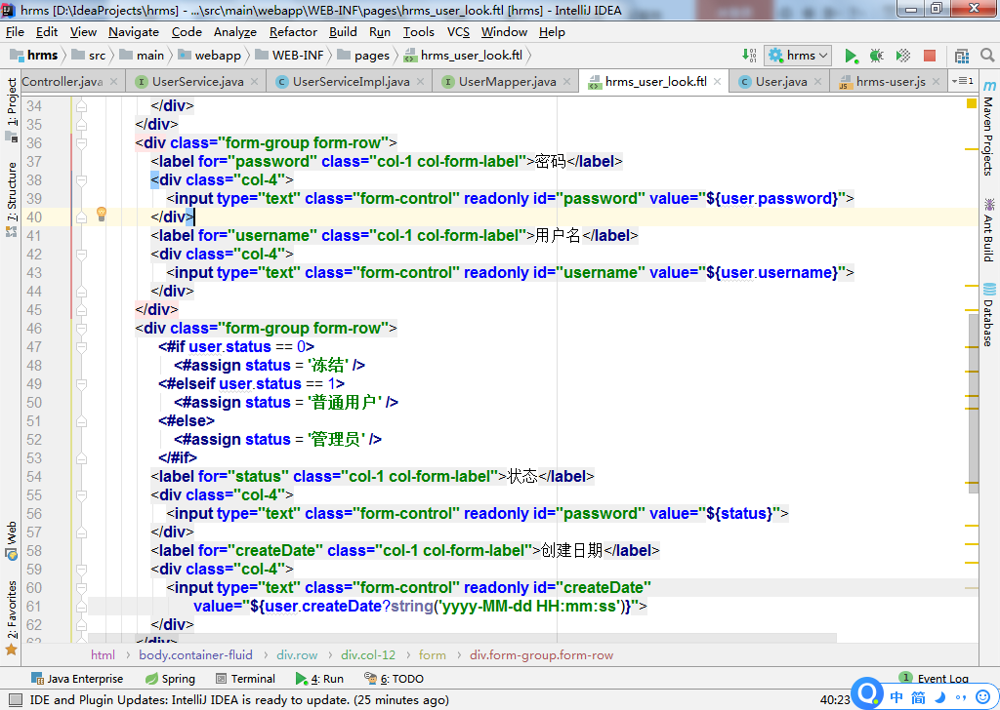 hrms [D:\IdeaProjects\hrms] - ...\src\main\webapp\WEB-INF\pages\hrms_user_look.ftl [hrms] - IntelliJ IDEA
File Edit View Navigate Code Analyze Refactor Build Run Tools VCS Window Help
hrms src main webapp WEB-INF pages hrms_user_look.ftl hrms
Controller.java UserService.java UserServiceImpl.java UserMapper.java hrms_user_look.ftl User.java hrms-user.js
1: Project
7: Structure
Web
2: Favorites
34 </div>
35 </div>
36 <div class="form-group form-row">
37 <label for="password" class="col-1 col-form-label">密码</label>
38 <div class="col-4">
39 <input type="text" class="form-control" readonly id="password" value="${user.password}">
40 </div>
41 <label for="username" class="col-1 col-form-label">用户名</label>
42 <div class="col-4">
43 <input type="text" class="form-control" readonly id="username" value="${user.username}">
44 </div>
45 </div>
46 <div class="form-group form-row">
47 <#if user.status == 0>
48 <#assign status = '冻结' />
49 <#elseif user.status == 1>
50 <#assign status = '普通用户' />
51 <#else>
52 <#assign status = '管理员' />
53 </#if>
54 <label for="status" class="col-1 col-form-label">状态</label>
55 <div class="col-4">
56 <input type="text" class="form-control" readonly id="password" value="${status}">
57 </div>
58 <label for="createDate" class="col-1 col-form-label">创建日期</label>
59 <div class="col-4">
60 <input type="text" class="form-control" readonly id="createDate"
61 value="${user.createDate?string('yyyy-MM-dd HH:mm:ss')}">
62 </div>
63 </div>
Maven Projects
Ant Build
Database
html body.container-fluid div.row div.col-12 form div.form-group.form-row
Java Enterprise Spring Terminal 4: Run 6: TODO 1 Event Log
IDE and Plugin Updates: IntelliJ IDEA is ready to update. (25 minutes ago) 40:23 中 简